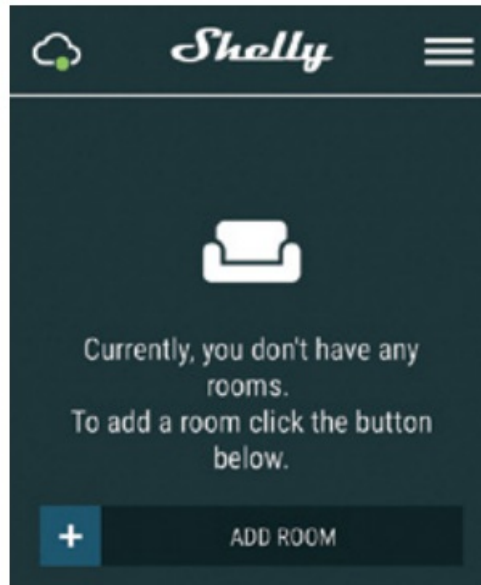 Shelly
Currently, you don't have any
rooms.
To add a room click the button
below.
+ ADD ROOM